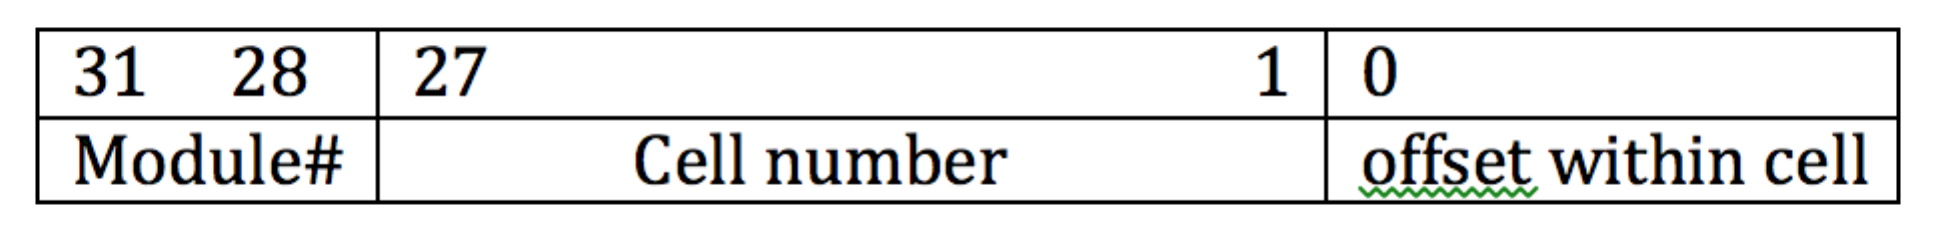 31 28 27 1 0
Module# Cell number offset within cell